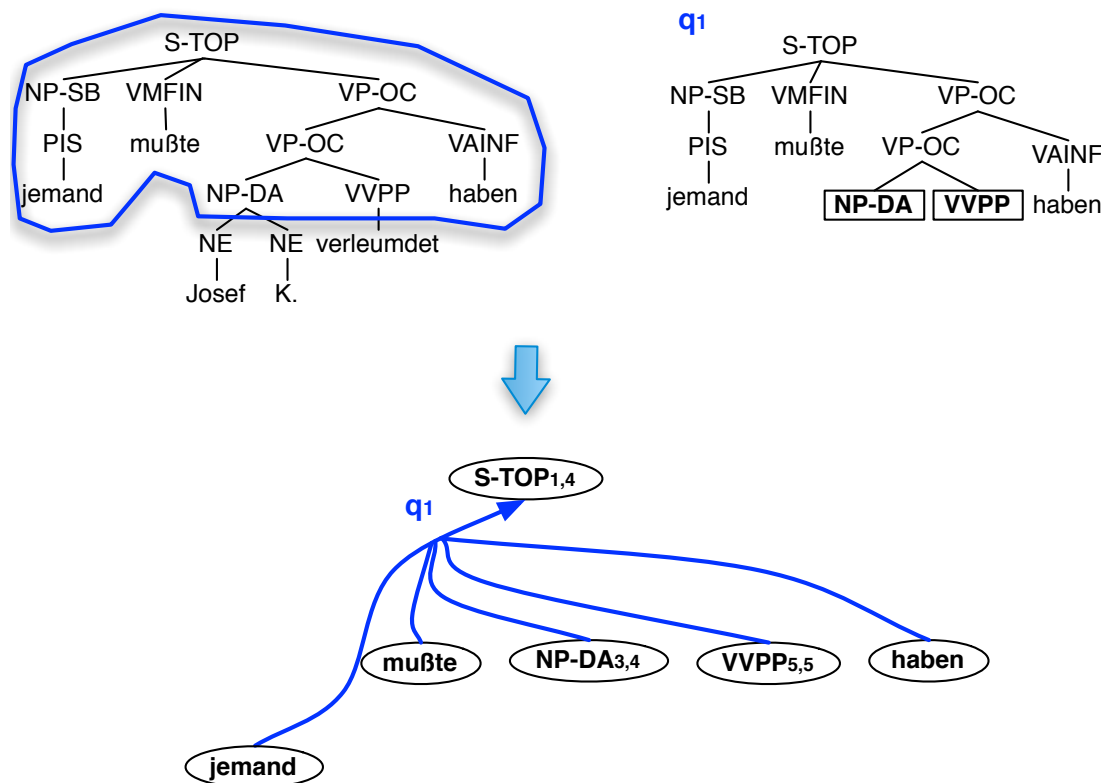 q1
S-TOP S-TOP
NP-SB VMFIN VP-OC NP-SB VMFIN VP-OC
PIS mußte VP-OC VAINF PIS mußte VP-OC VAINF
jemand NP-DA VVPP haben jemand NP-DA VVPP haben
NE NE verleumdet
Josef K.
S-TOP1,4
q1
mußte NP-DA3,4 VVPP5,5 haben
jemand